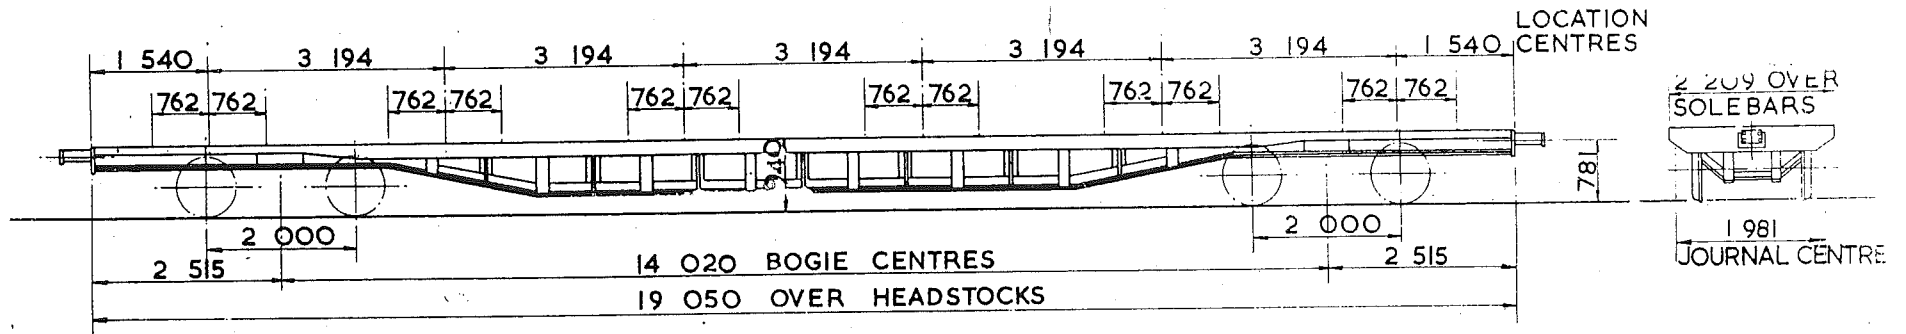 LOCATION
CENTRES
1 540 3 194 3 194 3 194 3 194 3 194 1 540
762 762 762 762 762 762 762 762 762 762 762 762
2 209 OVER
SOLEBARS
940
781
2 000 2 000
1 981
JOURNAL CENTRE
2 515 14 020 BOGIE CENTRES 2 515
19 050 OVER HEADSTOCKS